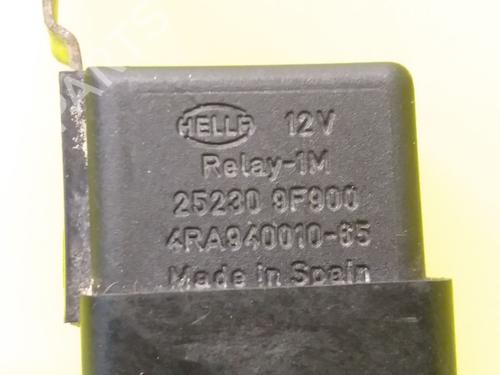 HELLA 12V
Relay-1M
25230 9F900
4RA940010-65
Made in Spain